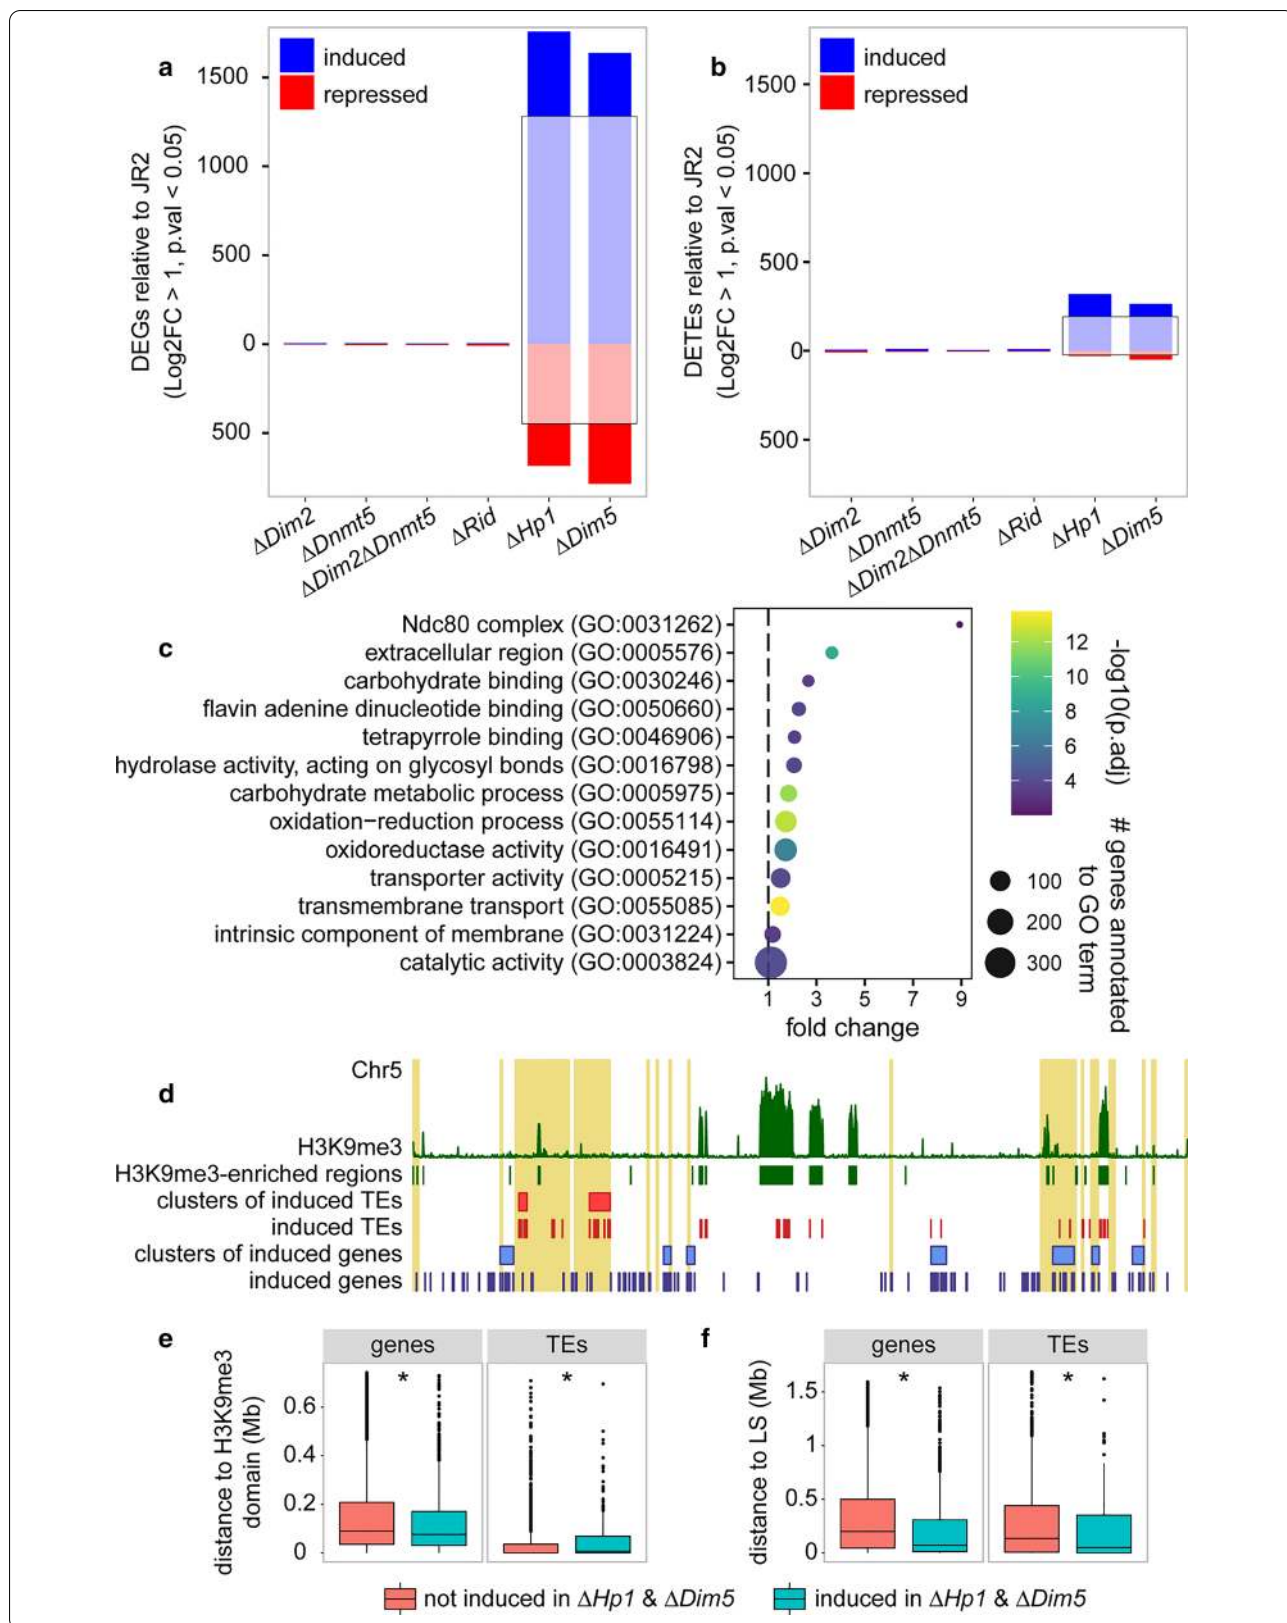 a
induced
repressed
1500
1000
500
0
500
DEGs relative to JR2
(Log2FC > 1, p.val < 0.05)
ΔDim2
ΔDnmt5
ΔDim2ΔDnmt5
ΔRid
ΔHp1
ΔDim5
b
induced
repressed
1500
1000
500
0
500
DETEs relative to JR2
(Log2FC > 1, p.val < 0.05)
ΔDim2
ΔDnmt5
ΔDim2ΔDnmt5
ΔRid
ΔHp1
ΔDim5
c
Ndc80 complex (GO:0031262)
extracellular region (GO:0005576)
carbohydrate binding (GO:0030246)
flavin adenine dinucleotide binding (GO:0050660)
tetrapyrrole binding (GO:0046906)
hydrolase activity, acting on glycosyl bonds (GO:0016798)
carbohydrate metabolic process (GO:0005975)
oxidation−reduction process (GO:0055114)
oxidoreductase activity (GO:0016491)
transporter activity (GO:0005215)
transmembrane transport (GO:0055085)
intrinsic component of membrane (GO:0031224)
catalytic activity (GO:0003824)
1 3 5 7 9
fold change
12
10
8
6
4
-log10(p.adj)
100
200
300
# genes annotated
to GO term
d
Chr5
H3K9me3
H3K9me3-enriched regions
clusters of induced TEs
induced TEs
clusters of induced genes
induced genes
e
genes
TEs
*
*
0.6
0.4
0.2
0
distance to H3K9me3
domain (Mb)
f
genes
TEs
*
*
1.5
1
0.5
0
distance to LS (Mb)
not induced in ΔHp1 & ΔDim5
induced in ΔHp1 & ΔDim5